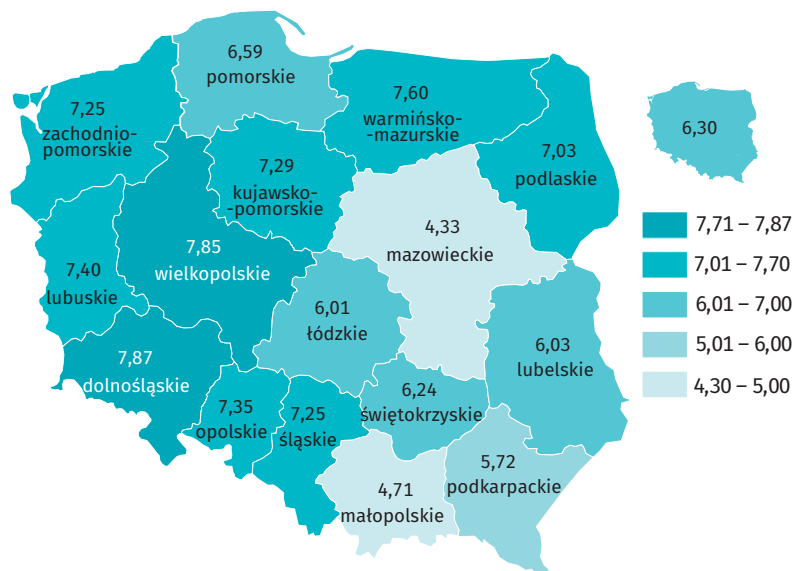 6,59
pomorskie
7,25
zachodnio-
pomorskie
7,60
warmińsko-
-mazurskie
6,30
7,03
podlaskie
7,29
kujawsko-
-pomorskie
4,33
mazowieckie
7,85
wielkopolskie
7,40
lubuskie
6,01
łódzkie
6,03
lubelskie
7,87
dolnośląskie
7,35
opolskie
7,25
śląskie
6,24
świętokrzyskie
5,72
podkarpackie
4,71
małopolskie
7,71 – 7,87
7,01 – 7,70
6,01 – 7,00
5,01 – 6,00
4,30 – 5,00